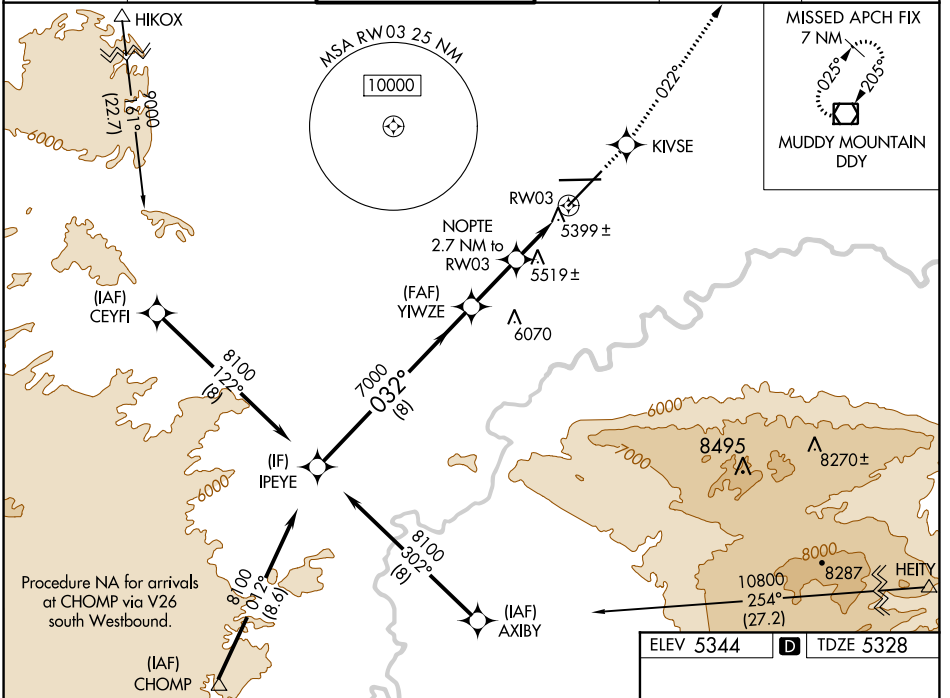 HIKOX
9000
161°
(22.7)
6000
MSA RW03 25 NM
10000
022°
MISSED APCH FIX
7 NM
025°
205°
MUDDY MOUNTAIN
DDY
KIVSE
RW03
5399 ±
NOPTE
2.7 NM to
RW03
5519 ±
(FAF)
YIWZE
6070
(IAF)
CEYFI
8100
122°
(8)
7000
032°
(8)
(IF)
IPEYE
6000
6000
7000
8495
8270 ±
8000
8287
HEITY
10800
254°
(27.2)
8100
302°
(8)
(IAF)
AXIBY
8100
012°
(8.6)
Procedure NA for arrivals
at CHOMP via V26
south Westbound.
(IAF)
CHOMP
ELEV 5344 D TDZE 5328